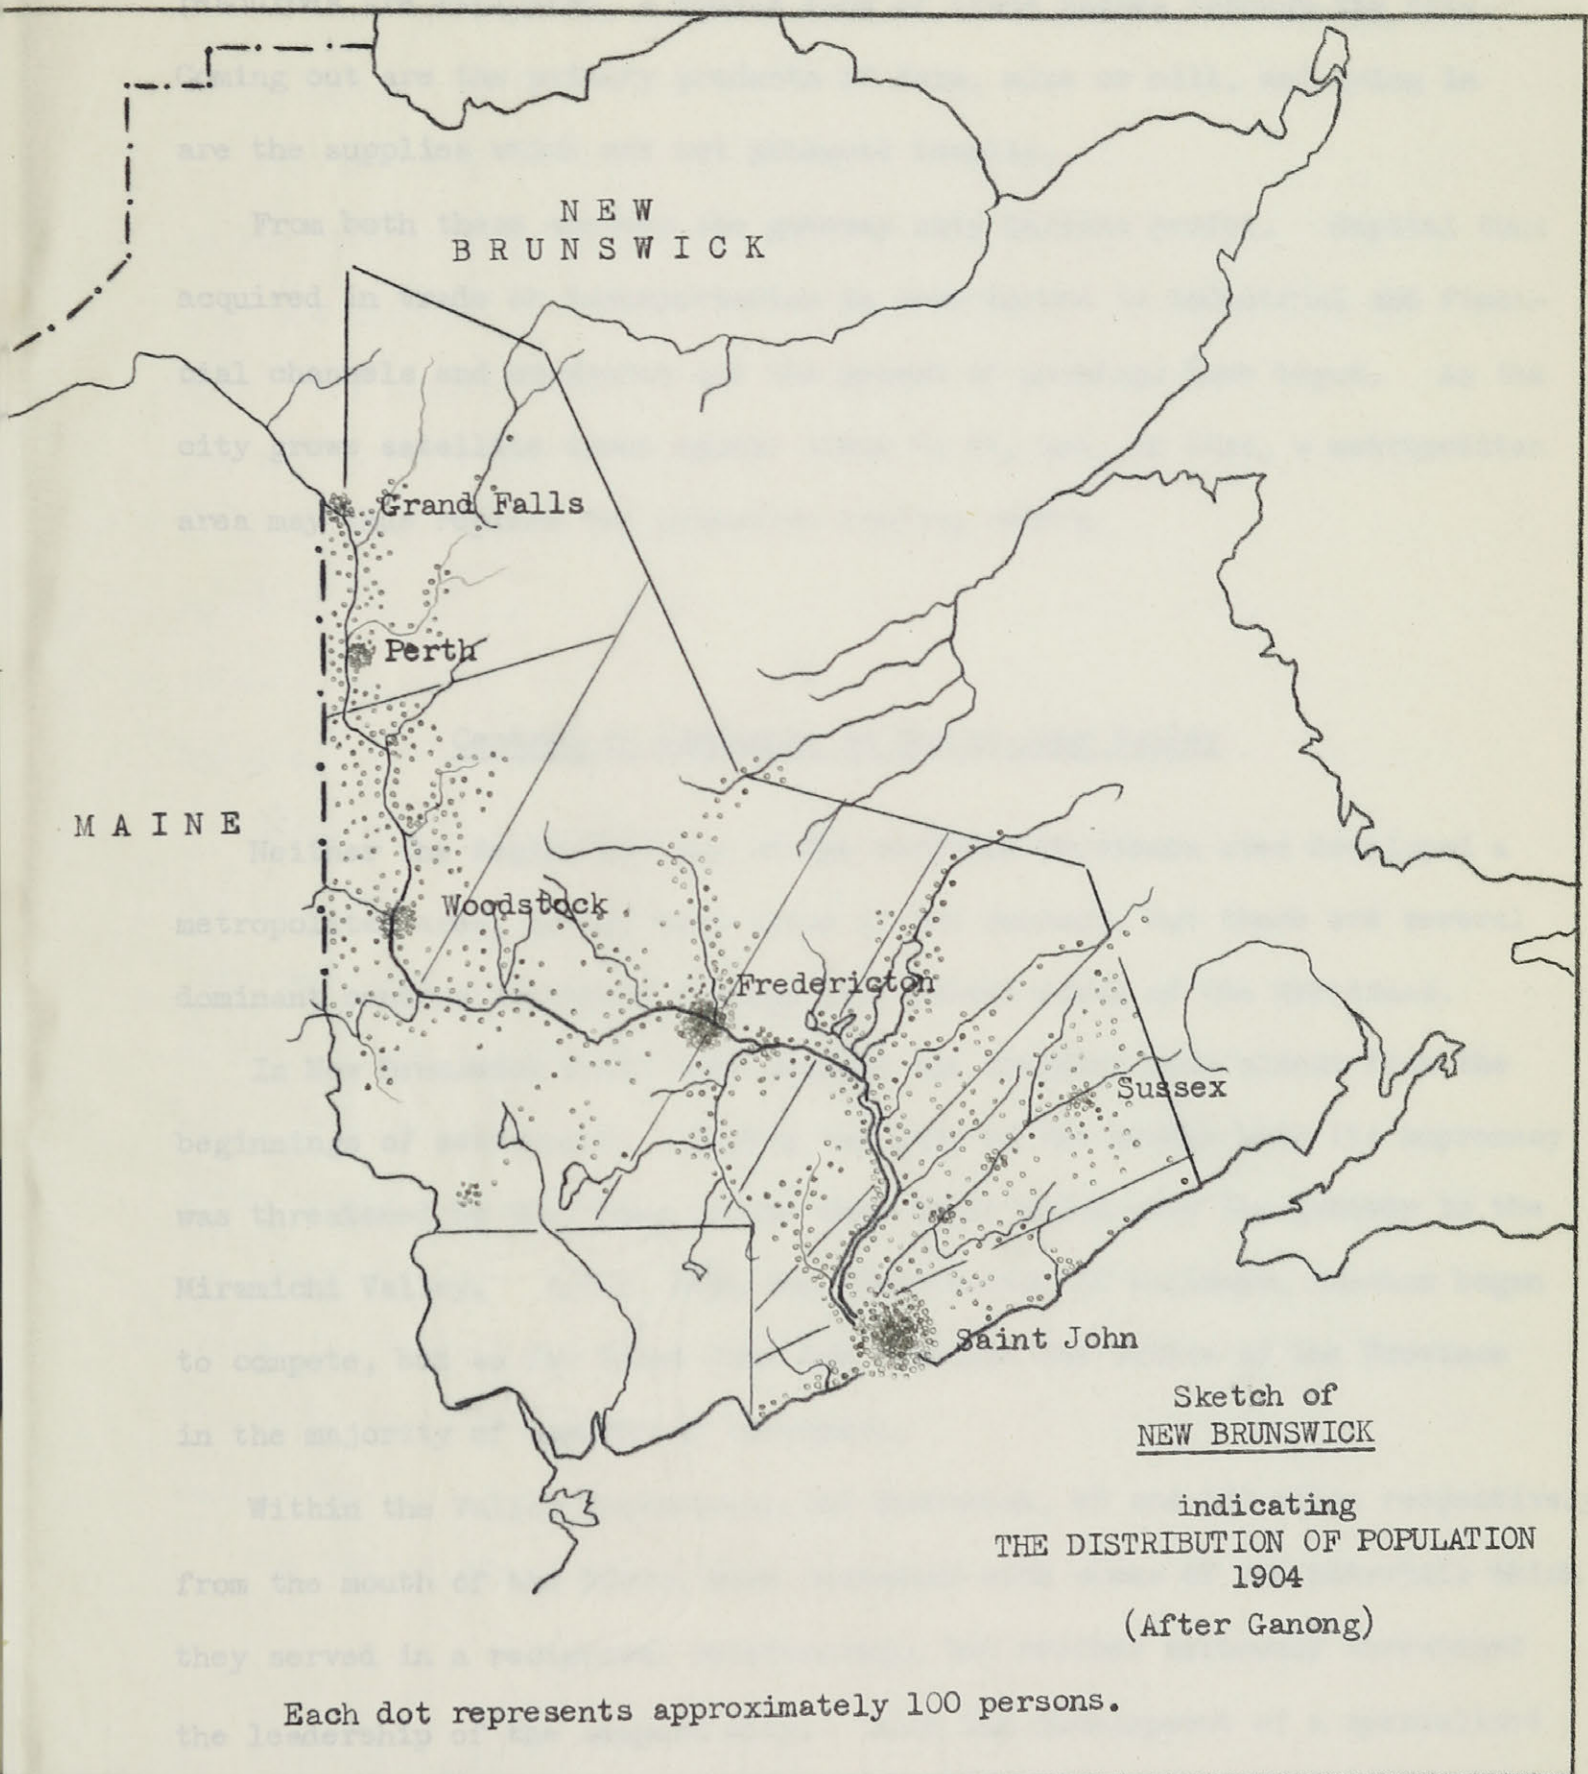 NEW
BRUNSWICK
Grand Falls
Perth
MAINE
Woodstock
Fredericton
Sussex
Saint John
Sketch of
NEW BRUNSWICK
indicating
THE DISTRIBUTION OF POPULATION
1904
(After Ganong)
Each dot represents approximately 100 persons.